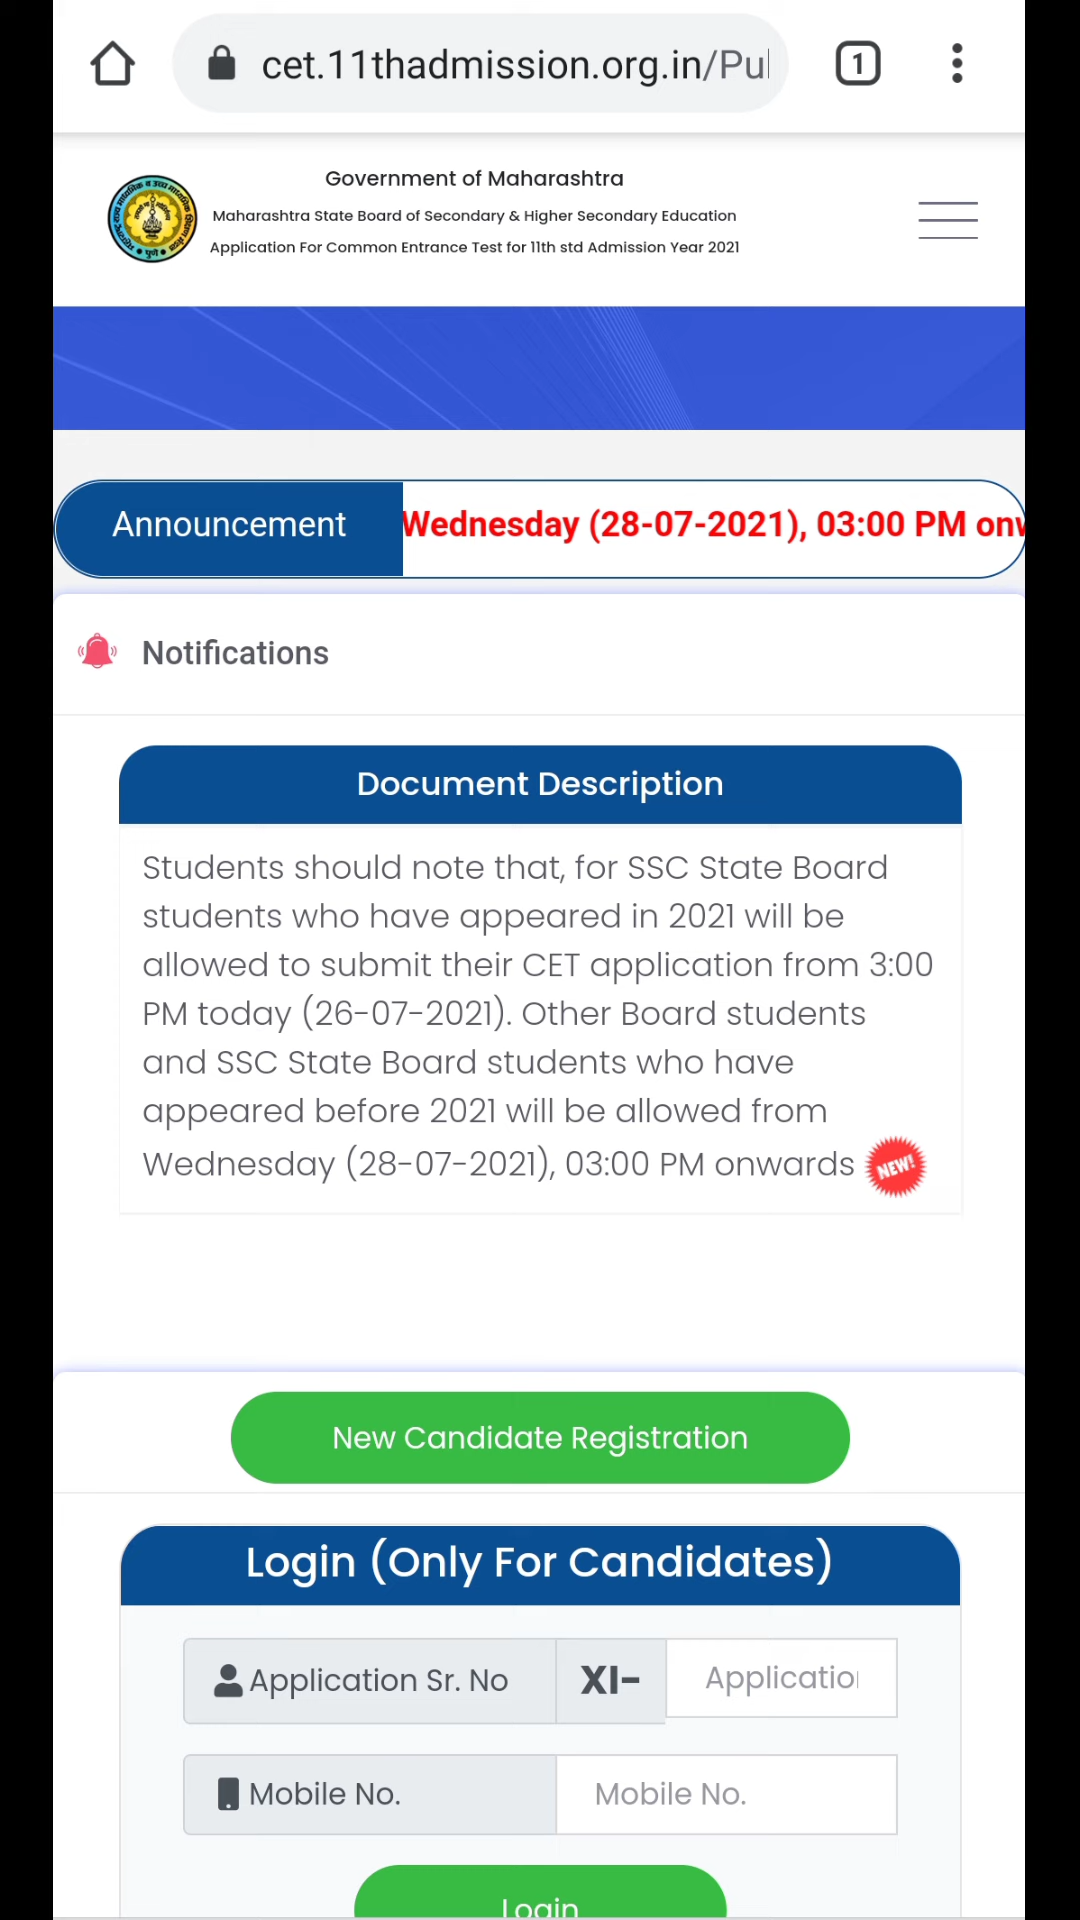 cet.11thadmission.org.in/Pul
1
Government of Maharashtra
Maharashtra State Board of Secondary & Higher Secondary Education
Application For Common Entrance Test for 11th std Admission Year 2021
Announcement
Wednesday (28-07-2021), 03:00 PM onw
Notifications
Document Description
Students should note that, for SSC State Board
students who have appeared in 2021 will be
allowed to submit their CET application from 3:00
PM today (26-07-2021). Other Board students
and SSC State Board students who have
appeared before 2021 will be allowed from
Wednesday (28-07-2021), 03:00 PM onwards NEW!
New Candidate Registration
Login (Only For Candidates)
Application Sr. No XI- Application
Mobile No. Mobile No.
Login